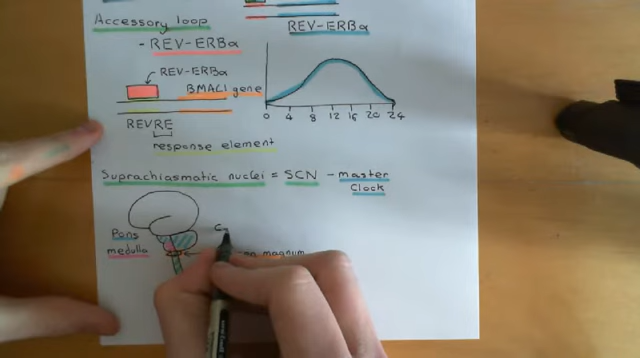 REV-ERBα
Accessory loop
- REV-ERBα
REV-ERBα
BMAL1 gene
REVRE
response element
0 4 8 12 16 20 24
Suprachiasmatic nuclei = SCN - master
Clock
Pons
medulla
magnum